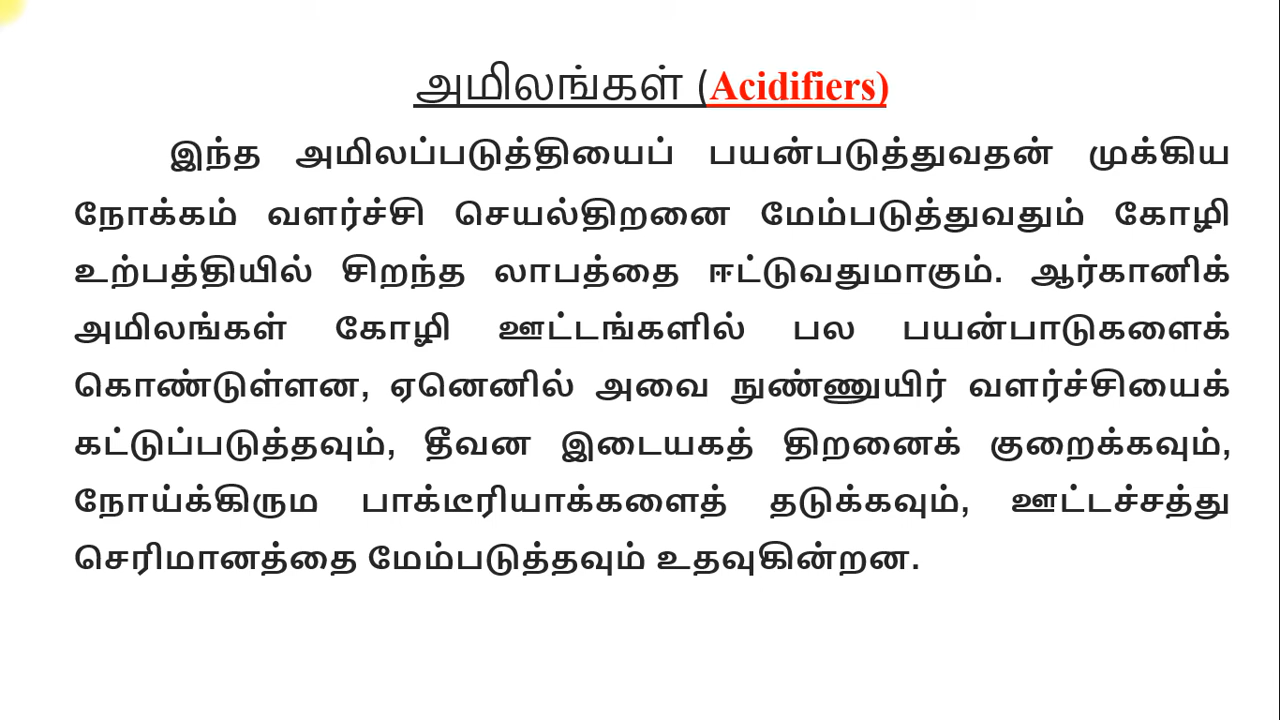 அமிலங்கள் (Acidifiers)
இந்த அமிலப்படுத்தியைப் பயன்படுத்துவதன் முக்கிய
நோக்கம் வளர்ச்சி செயல்திறனை மேம்படுத்துவதும் கோழி
உற்பத்தியில் சிறந்த லாபத்தை ஈட்டுவதுமாகும். ஆர்கானிக்
அமிலங்கள் கோழி ஊட்டங்களில் பல பயன்பாடுகளைக்
கொண்டுள்ளன, ஏனெனில் அவை நுண்ணுயிர் வளர்ச்சியைக்
கட்டுப்படுத்தவும், தீவன இடையகத் திறனைக் குறைக்கவும்,
நோய்க்கிரும பாக்டீரியாக்களைத் தடுக்கவும், ஊட்டச்சத்து
செரிமானத்தை மேம்படுத்தவும் உதவுகின்றன.